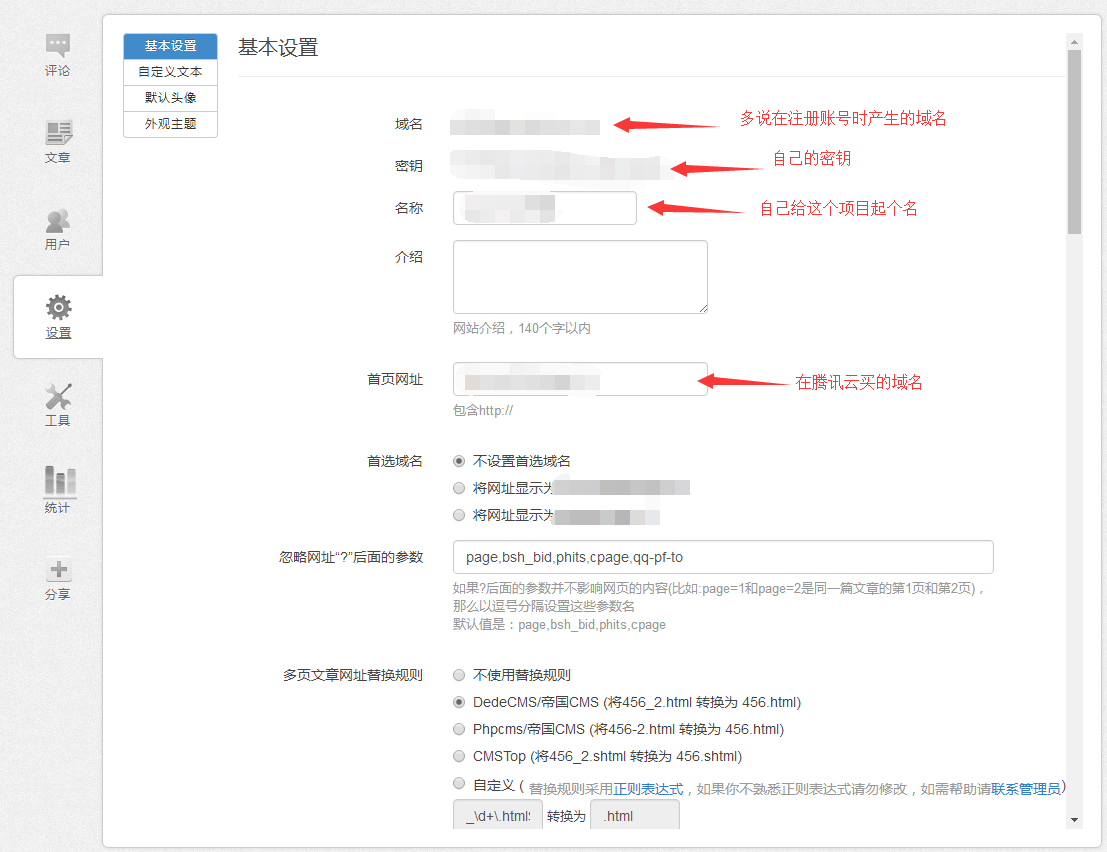 评论
文章
用户
设置
工具
统计
分享
基本设置
自定义文本
默认头像
外观主题
基本设置
域名
多说在注册账号时产生的域名
密钥
自己的密钥
名称
自己给这个项目起个名
介绍
网站介绍，140个字以内
首页网址
在腾讯云买的域名
包含http://
首选域名
不设置首选域名
将网址显示为
将网址显示为
忽略网址“?”后面的参数
page,bsh_bid,phits,cpage,qq-pf-to
如果?后面的参数并不影响网页的内容(比如:page=1和page=2是同一篇文章的第1页和第2页)，
那么以逗号分隔设置这些参数名
默认值是：page,bsh_bid,phits,cpage
多页文章网址替换规则
不使用替换规则
DedeCMS/帝国CMS (将456_2.html 转换为 456.html)
Phpcms/帝国CMS (将456-2.html 转换为 456.html)
CMSTop (将456_2.shtml 转换为 456.shtml)
自定义 ( 替换规则采用正则表达式，如果你不熟悉正则表达式请勿修改，如需帮助请联系管理员)
_\d+\.html 转换为 .html